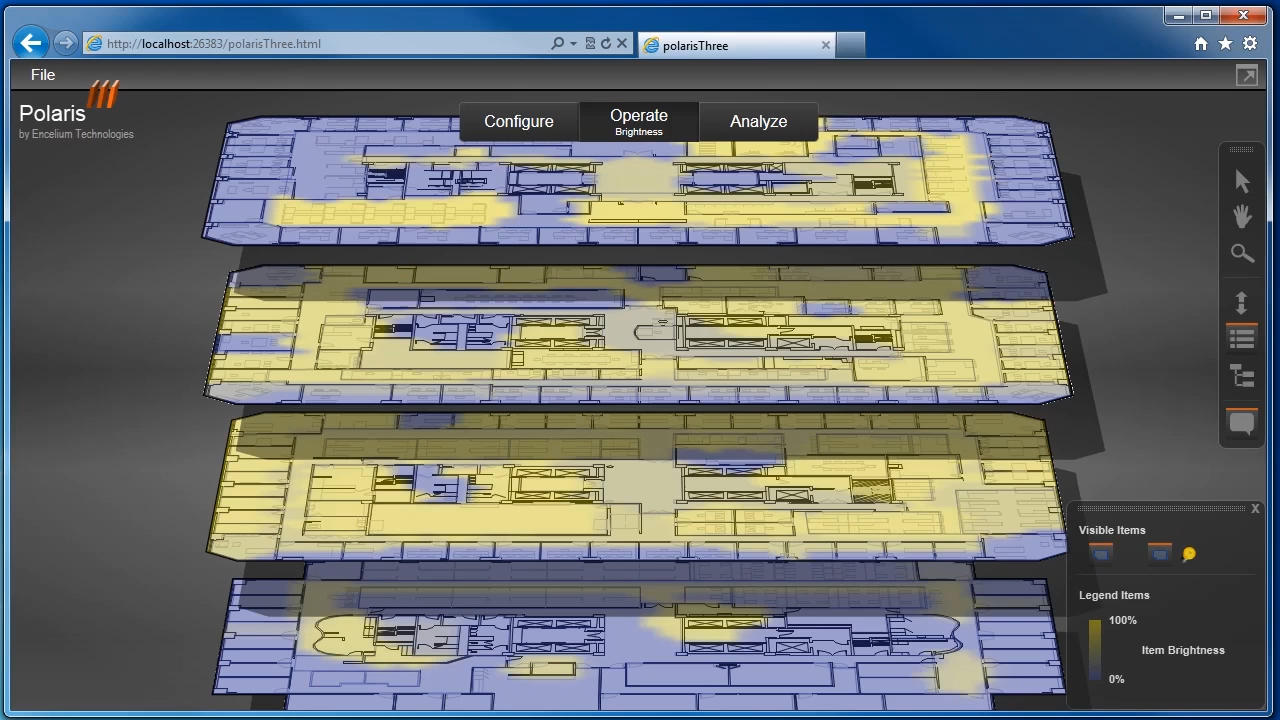 http://localhost:26383/polarisThree.html
polarisThree
File
Polaris
by Encelium Technologies
Configure
Operate
Brightness
Analyze
X
Visible Items
Legend Items
100%
Item Brightness
0%